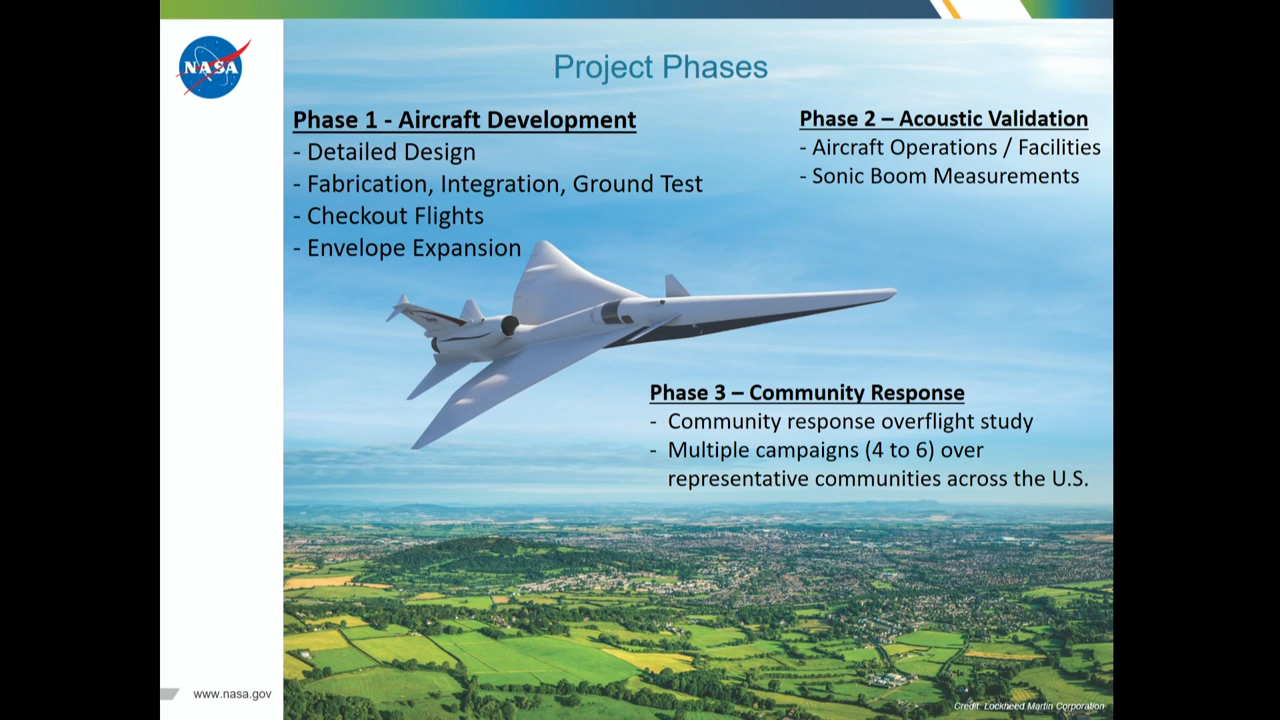 NASA
Project Phases
Phase 1 - Aircraft Development
- Detailed Design
- Fabrication, Integration, Ground Test
- Checkout Flights
- Envelope Expansion
Phase 2 – Acoustic Validation
- Aircraft Operations / Facilities
- Sonic Boom Measurements
Phase 3 – Community Response
- Community response overflight study
- Multiple campaigns (4 to 6) over
representative communities across the U.S.
www.nasa.gov
Credit: Lockheed Martin Corporation